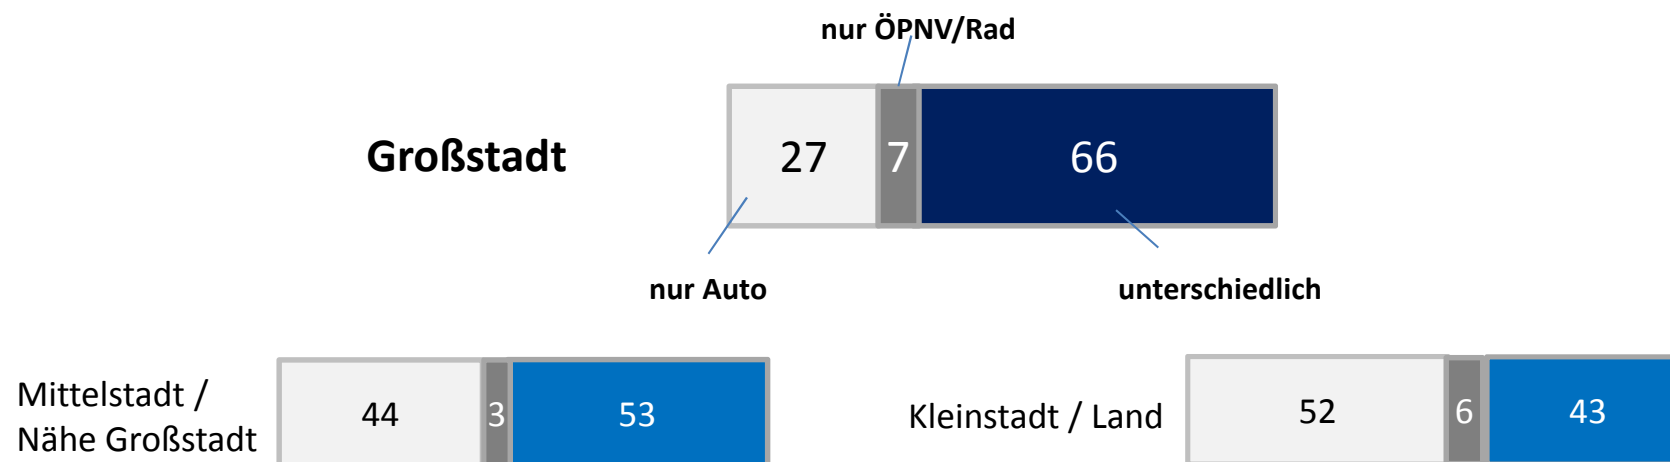 nur ÖPNV/Rad
Großstadt
27 7 66
nur Auto
unterschiedlich
Mittelstadt /
Nähe Großstadt
44 3 53
Kleinstadt / Land
52 6 43